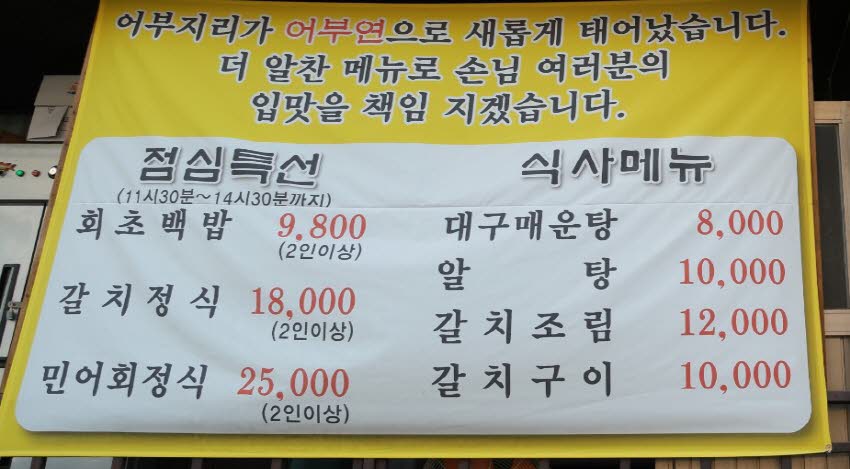 어부지리가 어부연으로 새롭게 태어났습니다.
더 알찬 메뉴로 손님 여러분의
입맛을 책임 지겠습니다.
점심특선
(11시30분~14시30분까지)
회초백밥 9.800
(2인이상)
갈치정식 18,000
(2인이상)
민어회정식 25,000
(2인이상)
식사메뉴
대구매운탕 8,000
알 탕 10,000
갈치조림 12,000
갈치구이 10,000